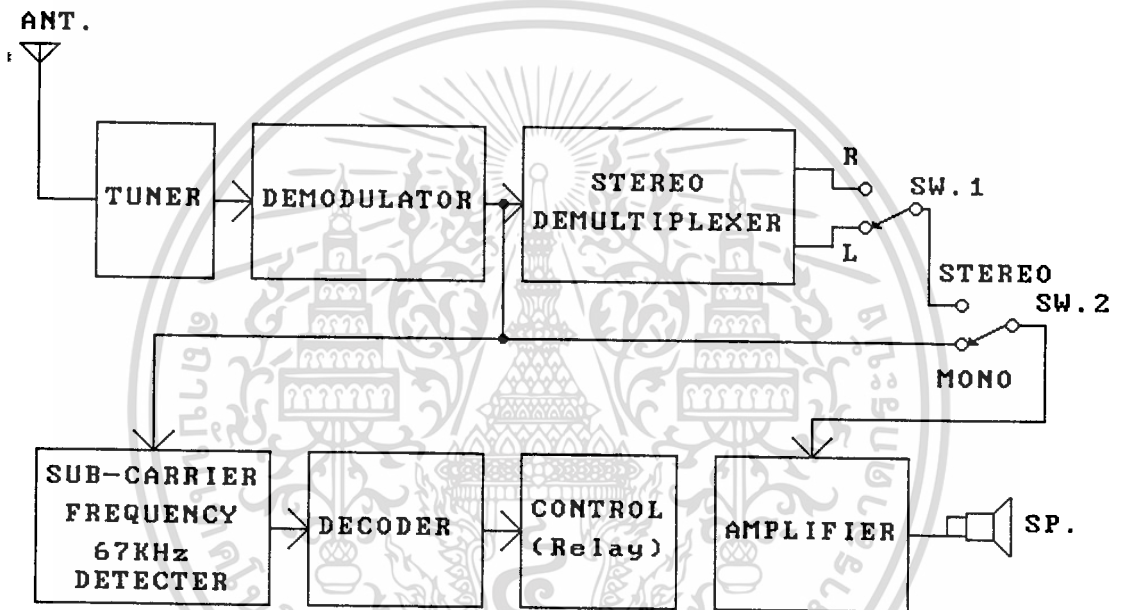 ANT.
TUNER
DEMODULATOR
STEREO
DEMULTIPLEXER
R
L
SW.1
STEREO
SW.2
MONO
SUB-CARRIER
FREQUENCY
67KHz
DETECTER
DECODER
CONTROL
(Relay)
AMPLIFIER
SP.